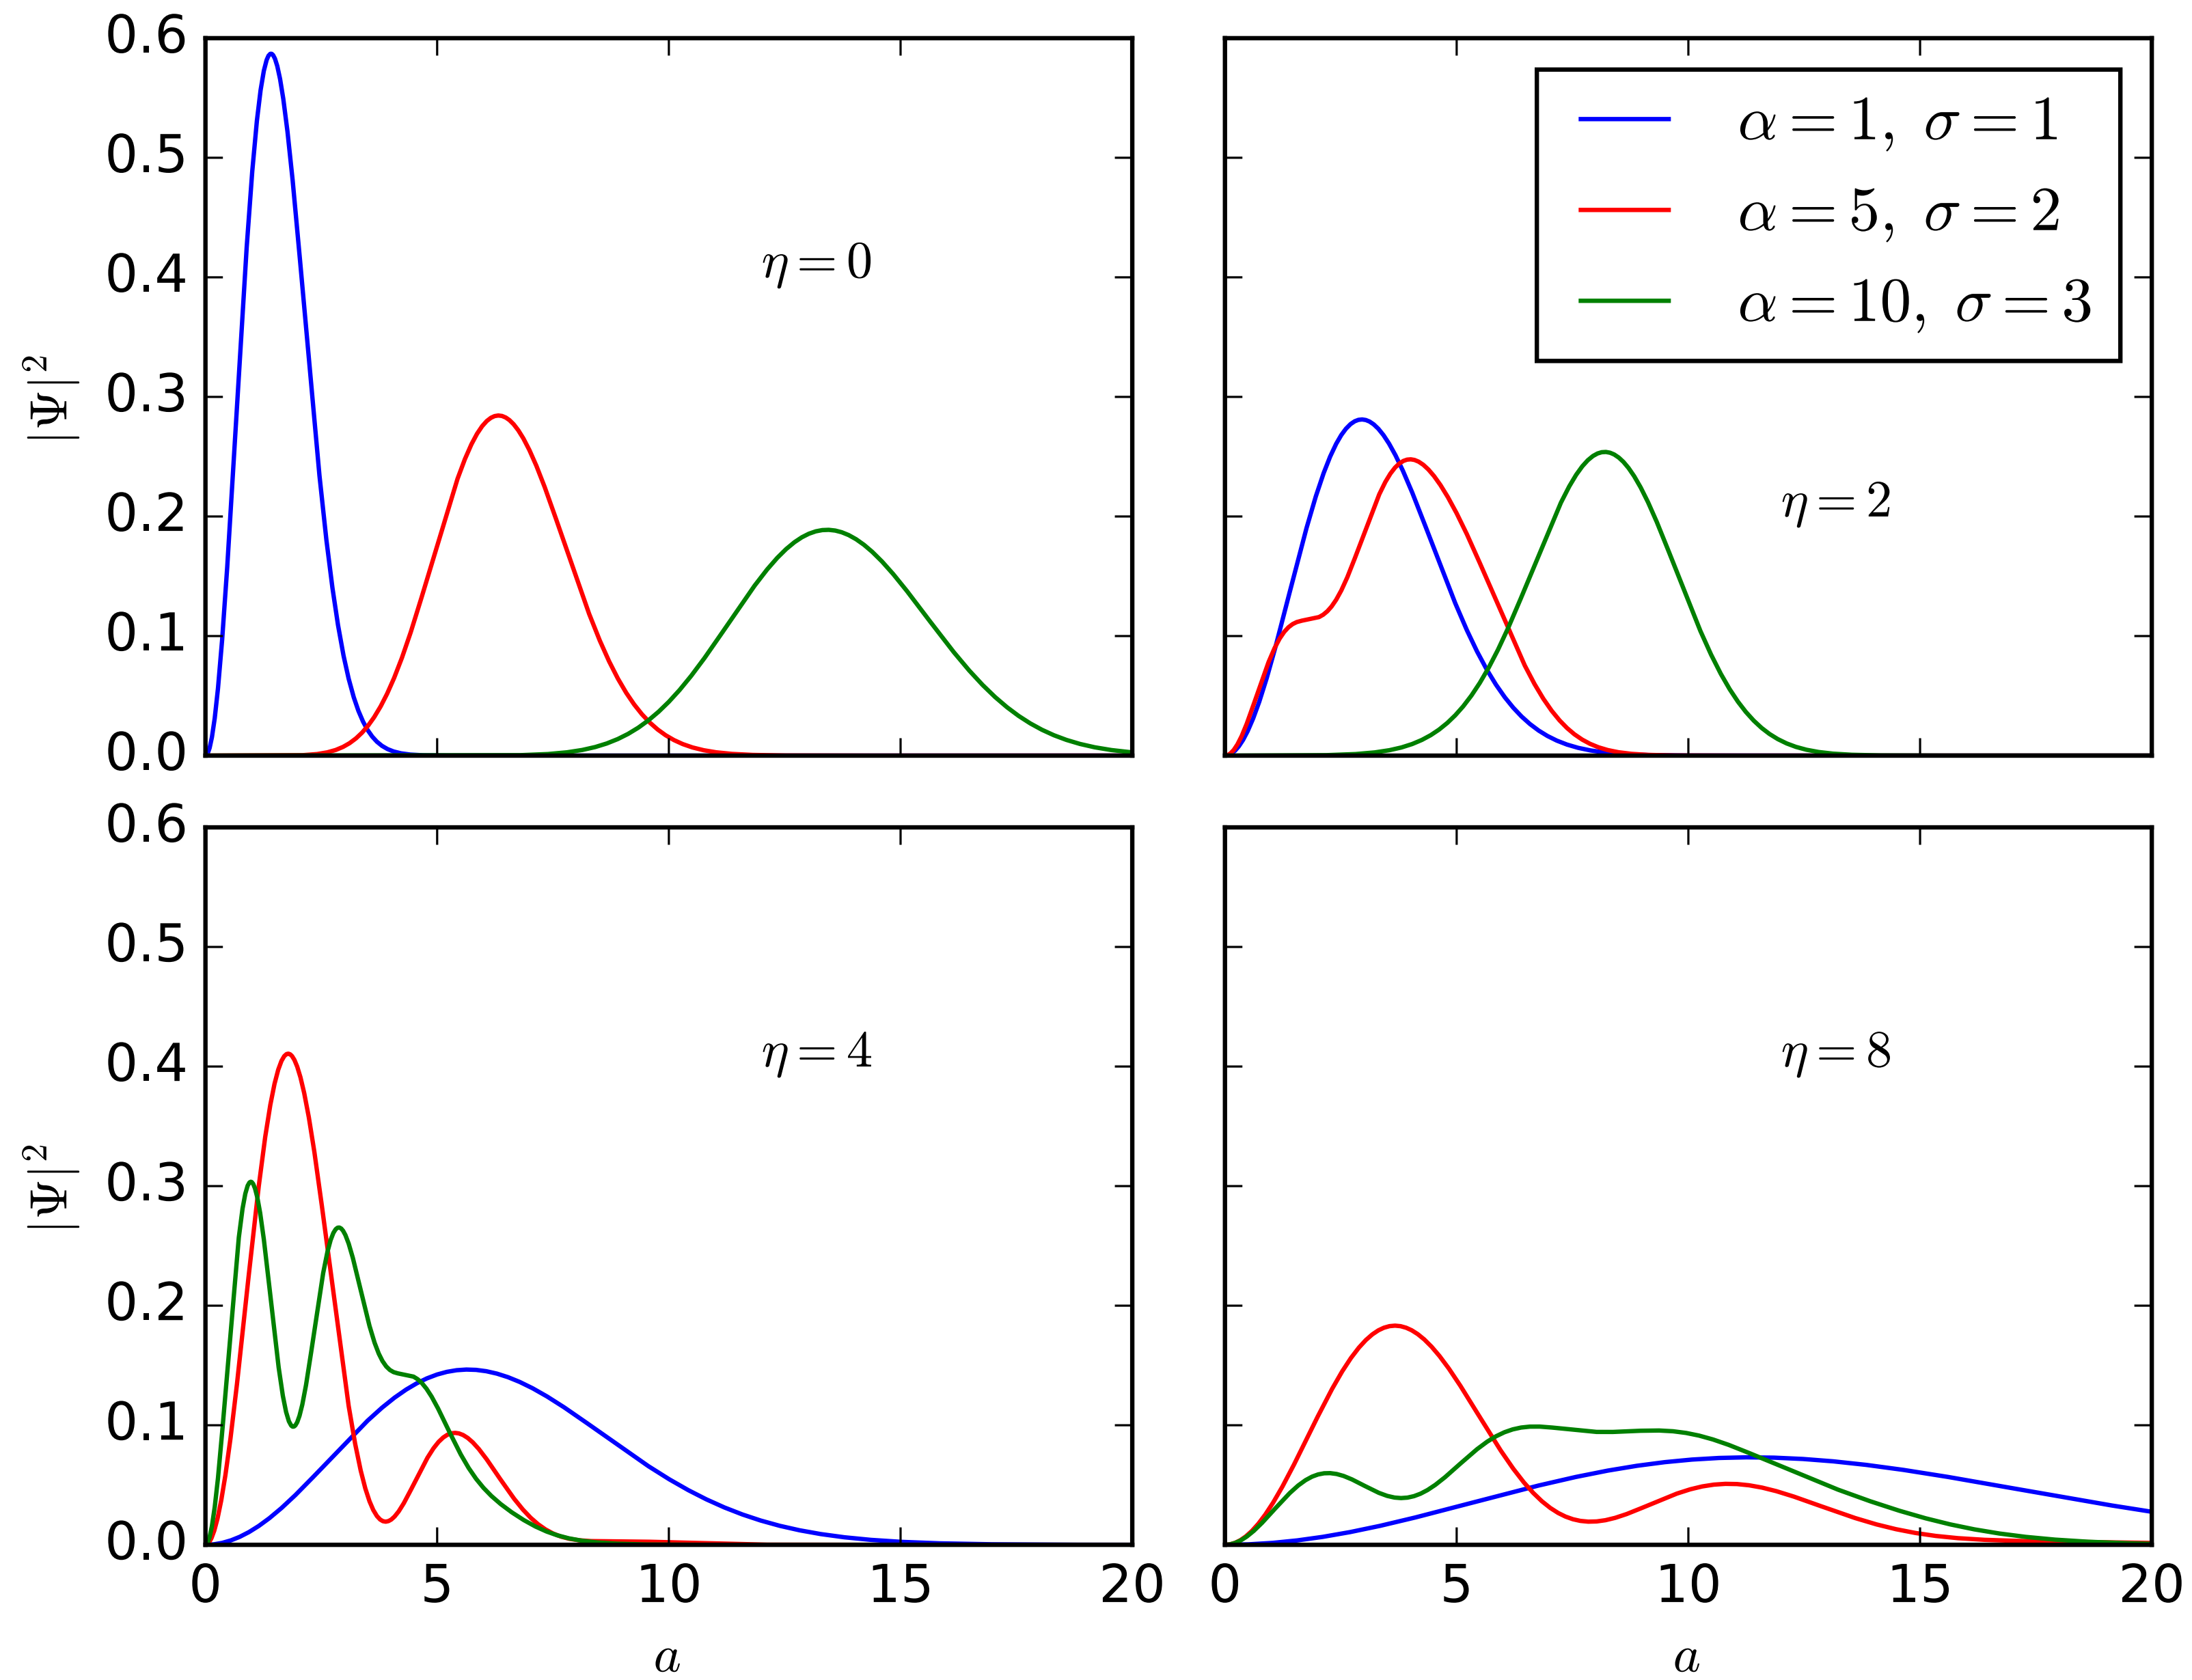 0.6
0.5
0.4
0.3
0.2
0.1
0.0
|Ψ|²
η = 0
α = 1, σ = 1
α = 5, σ = 2
α = 10, σ = 3
η = 2
0.6
0.5
0.4
0.3
0.2
0.1
0.0
|Ψ|²
η = 4
η = 8
0 5 10 15 20
0 5 10 15 20
a
a